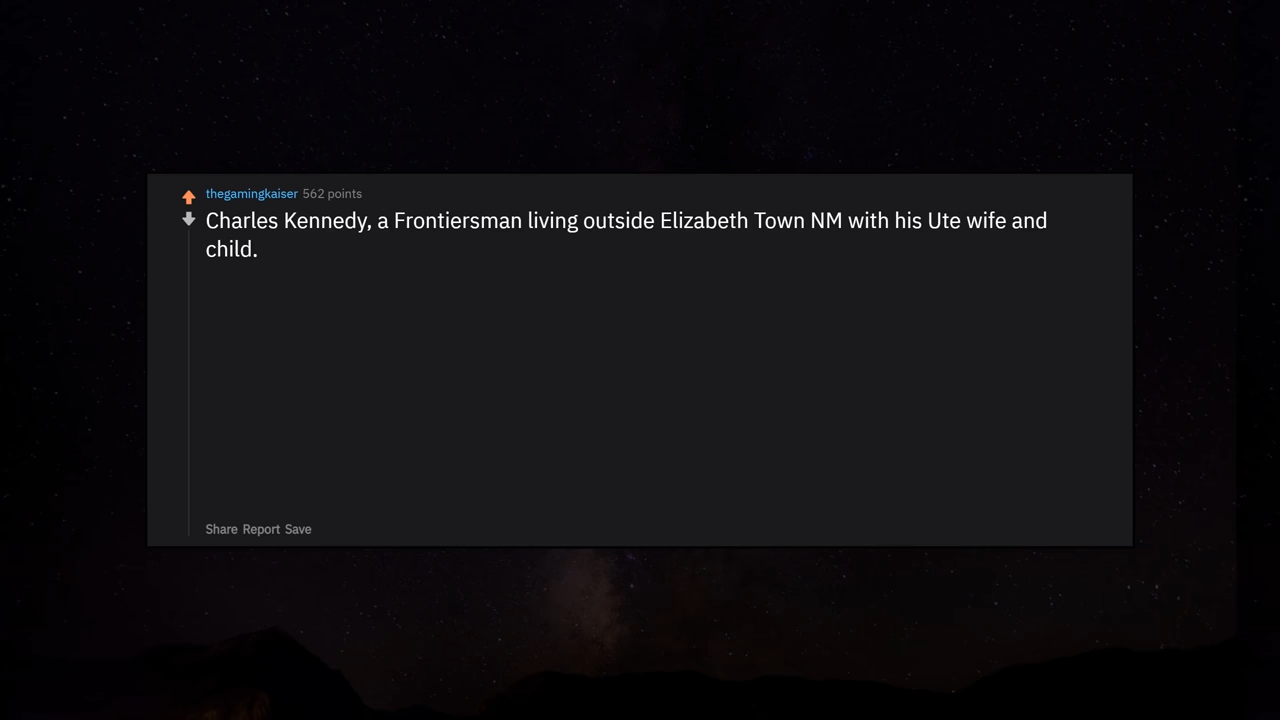 thegamingkaiser 562 points
Charles Kennedy, a Frontiersman living outside Elizabeth Town NM with his Ute wife and
child.
Share Report Save